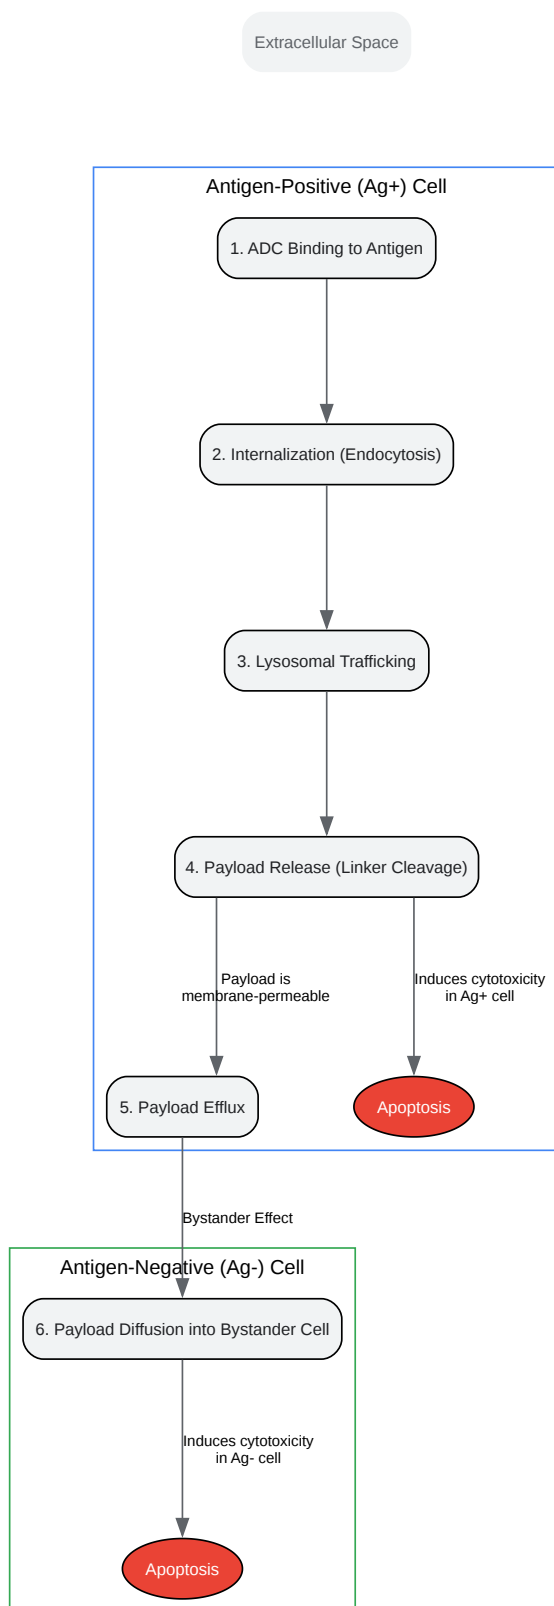 Extracellular Space
Antigen-Positive (Ag+) Cell
1. ADC Binding to Antigen
2. Internalization (Endocytosis)
3. Lysosomal Trafficking
4. Payload Release (Linker Cleavage)
Payload is
membrane-permeable
Induces cytotoxicity
in Ag+ cell
5. Payload Efflux
Apoptosis
Bystander Effect
Antigen-Negative (Ag-) Cell
6. Payload Diffusion into Bystander Cell
Induces cytotoxicity
in Ag- cell
Apoptosis